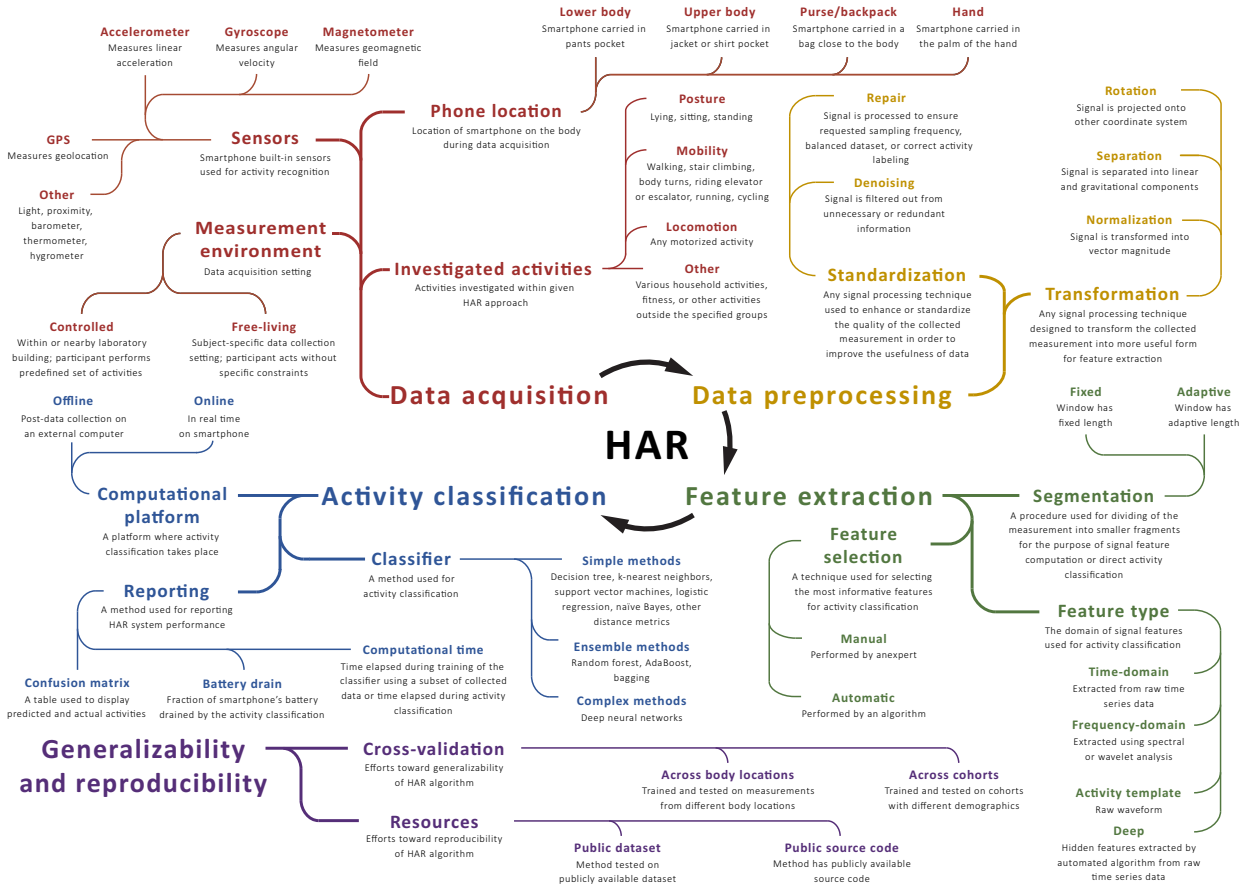 Accelerometer
Measures linear
acceleration
Gyroscope
Measures angular
velocity
Magnetometer
Measures geomagnetic
field
GPS
Measures geolocation
Other
Light, proximity,
barometer,
thermometer,
hygrometer
Sensors
Smartphone built-in sensors
used for activity recognition
Lower body
Smartphone carried in
pants pocket
Upper body
Smartphone carried in
jacket or shirt pocket
Purse/backpack
Smartphone carried in a
bag close to the body
Hand
Smartphone carried in
the palm of the hand
Phone location
Location of smartphone on the body
during data acquisition
Measurement
environment
Data acquisition setting
Controlled
Within or nearby laboratory
building; participant performs
predefined set of activities
Free-living
Subject-specific data collection
setting; participant acts without
specific constraints
Investigated activities
Activities investigated within given
HAR approach
Posture
Lying, sitting, standing
Mobility
Walking, stair climbing,
body turns, riding elevator
or escalator, running, cycling
Locomotion
Any motorized activity
Other
Various household activities,
fitness, or other activities
outside the specified groups
Data acquisition
Repair
Signal is processed to ensure
requested sampling frequency,
balanced dataset, or correct activity
labeling
Denoising
Signal is filtered out from
unnecessary or redundant
information
Standardization
Any signal processing technique
used to enhance or standardize
the quality of the collected
measurement in order to
improve the usefulness of data
Rotation
Signal is projected onto
other coordinate system
Separation
Signal is separated into linear
and gravitational components
Normalization
Signal is transformed into
vector magnitude
Transformation
Any signal processing technique
designed to transform the collected
measurement into more useful form
for feature extraction
Data preprocessing
HAR
Offline
Post-data collection on
an external computer
Online
In real time
on smartphone
Computational
platform
A platform where activity
classification takes place
Activity classification
Classifier
A method used for
activity classification
Simple methods
Decision tree, k-nearest neighbors,
support vector machines, logistic
regression, naïve Bayes, other
distance metrics
Ensemble methods
Random forest, AdaBoost,
bagging
Complex methods
Deep neural networks
Reporting
A method used for reporting
HAR system performance
Confusion matrix
A table used to display
predicted and actual activities
Battery drain
Fraction of smartphone's battery
drained by the activity classification
Computational time
Time elapsed during training of the
classifier using a subset of collected
data or time elapsed during activity
classification
Feature extraction
Fixed
Window has
fixed length
Adaptive
Window has
adaptive length
Segmentation
A procedure used for dividing of the
measurement into smaller fragments
for the purpose of signal feature
computation or direct activity
classification
Feature
selection
A technique used for selecting
the most informative features
for activity classification
Manual
Performed by anexpert
Automatic
Performed by an algorithm
Feature type
The domain of signal features
used for activity classification
Time-domain
Extracted from raw time
series data
Frequency-domain
Extracted using spectral
or wavelet analysis
Activity template
Raw waveform
Deep
Hidden features extracted by
automated algorithm from raw
time series data
Generalizability
and reproducibility
Cross-validation
Efforts toward generalizability
of HAR algorithm
Across body locations
Trained and tested on measurements
from different body locations
Across cohorts
Trained and tested on cohorts
with different demographics
Resources
Efforts toward reproducibility
of HAR algorithm
Public dataset
Method tested on
publicly available dataset
Public source code
Method has publicly available
source code